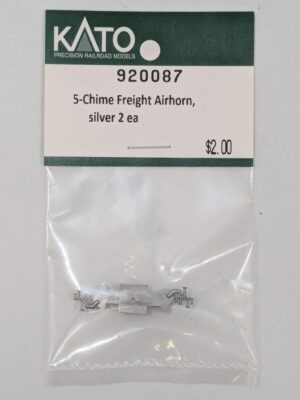 KATO
PRECISION RAILROAD MODELS
920087
5-Chime Freight Airhorn,
silver 2 ea
$2.00